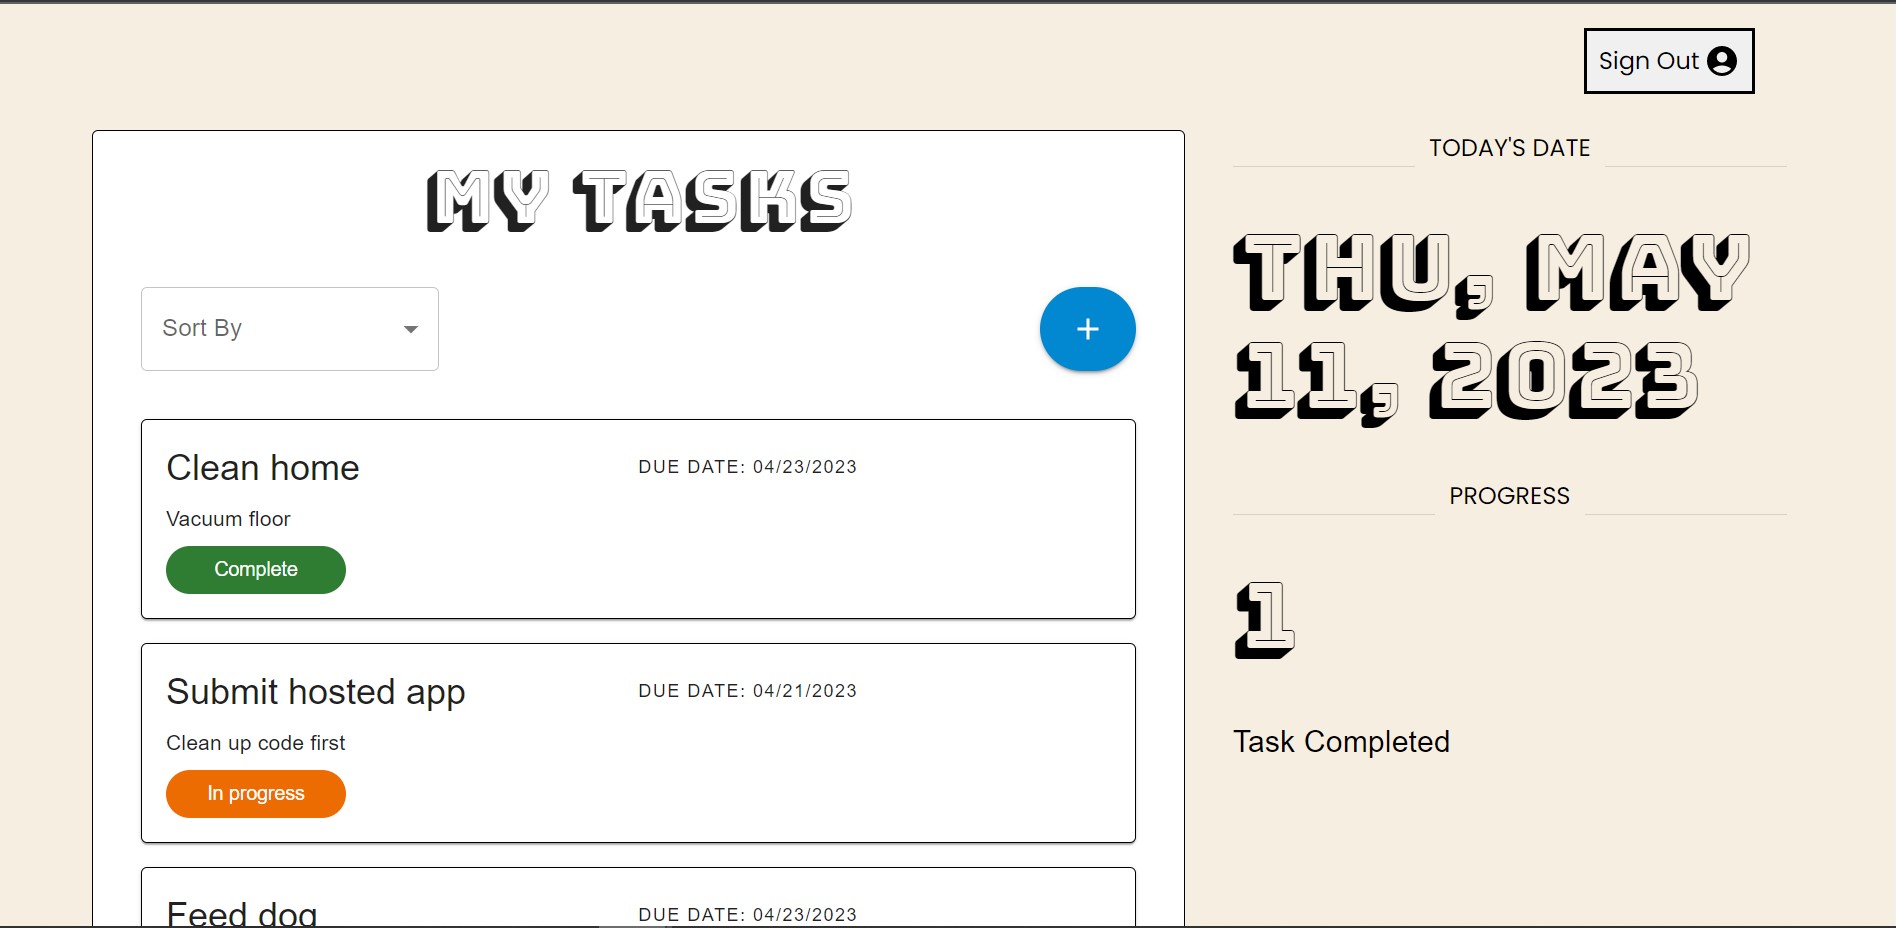 Sign Out
MY TASKS
Sort By
+
Clean home
DUE DATE: 04/23/2023
Vacuum floor
Complete
Submit hosted app
DUE DATE: 04/21/2023
Clean up code first
In progress
Feed dog
DUE DATE: 04/23/2023
TODAY'S DATE
THU, MAY
11, 2023
PROGRESS
1
Task Completed